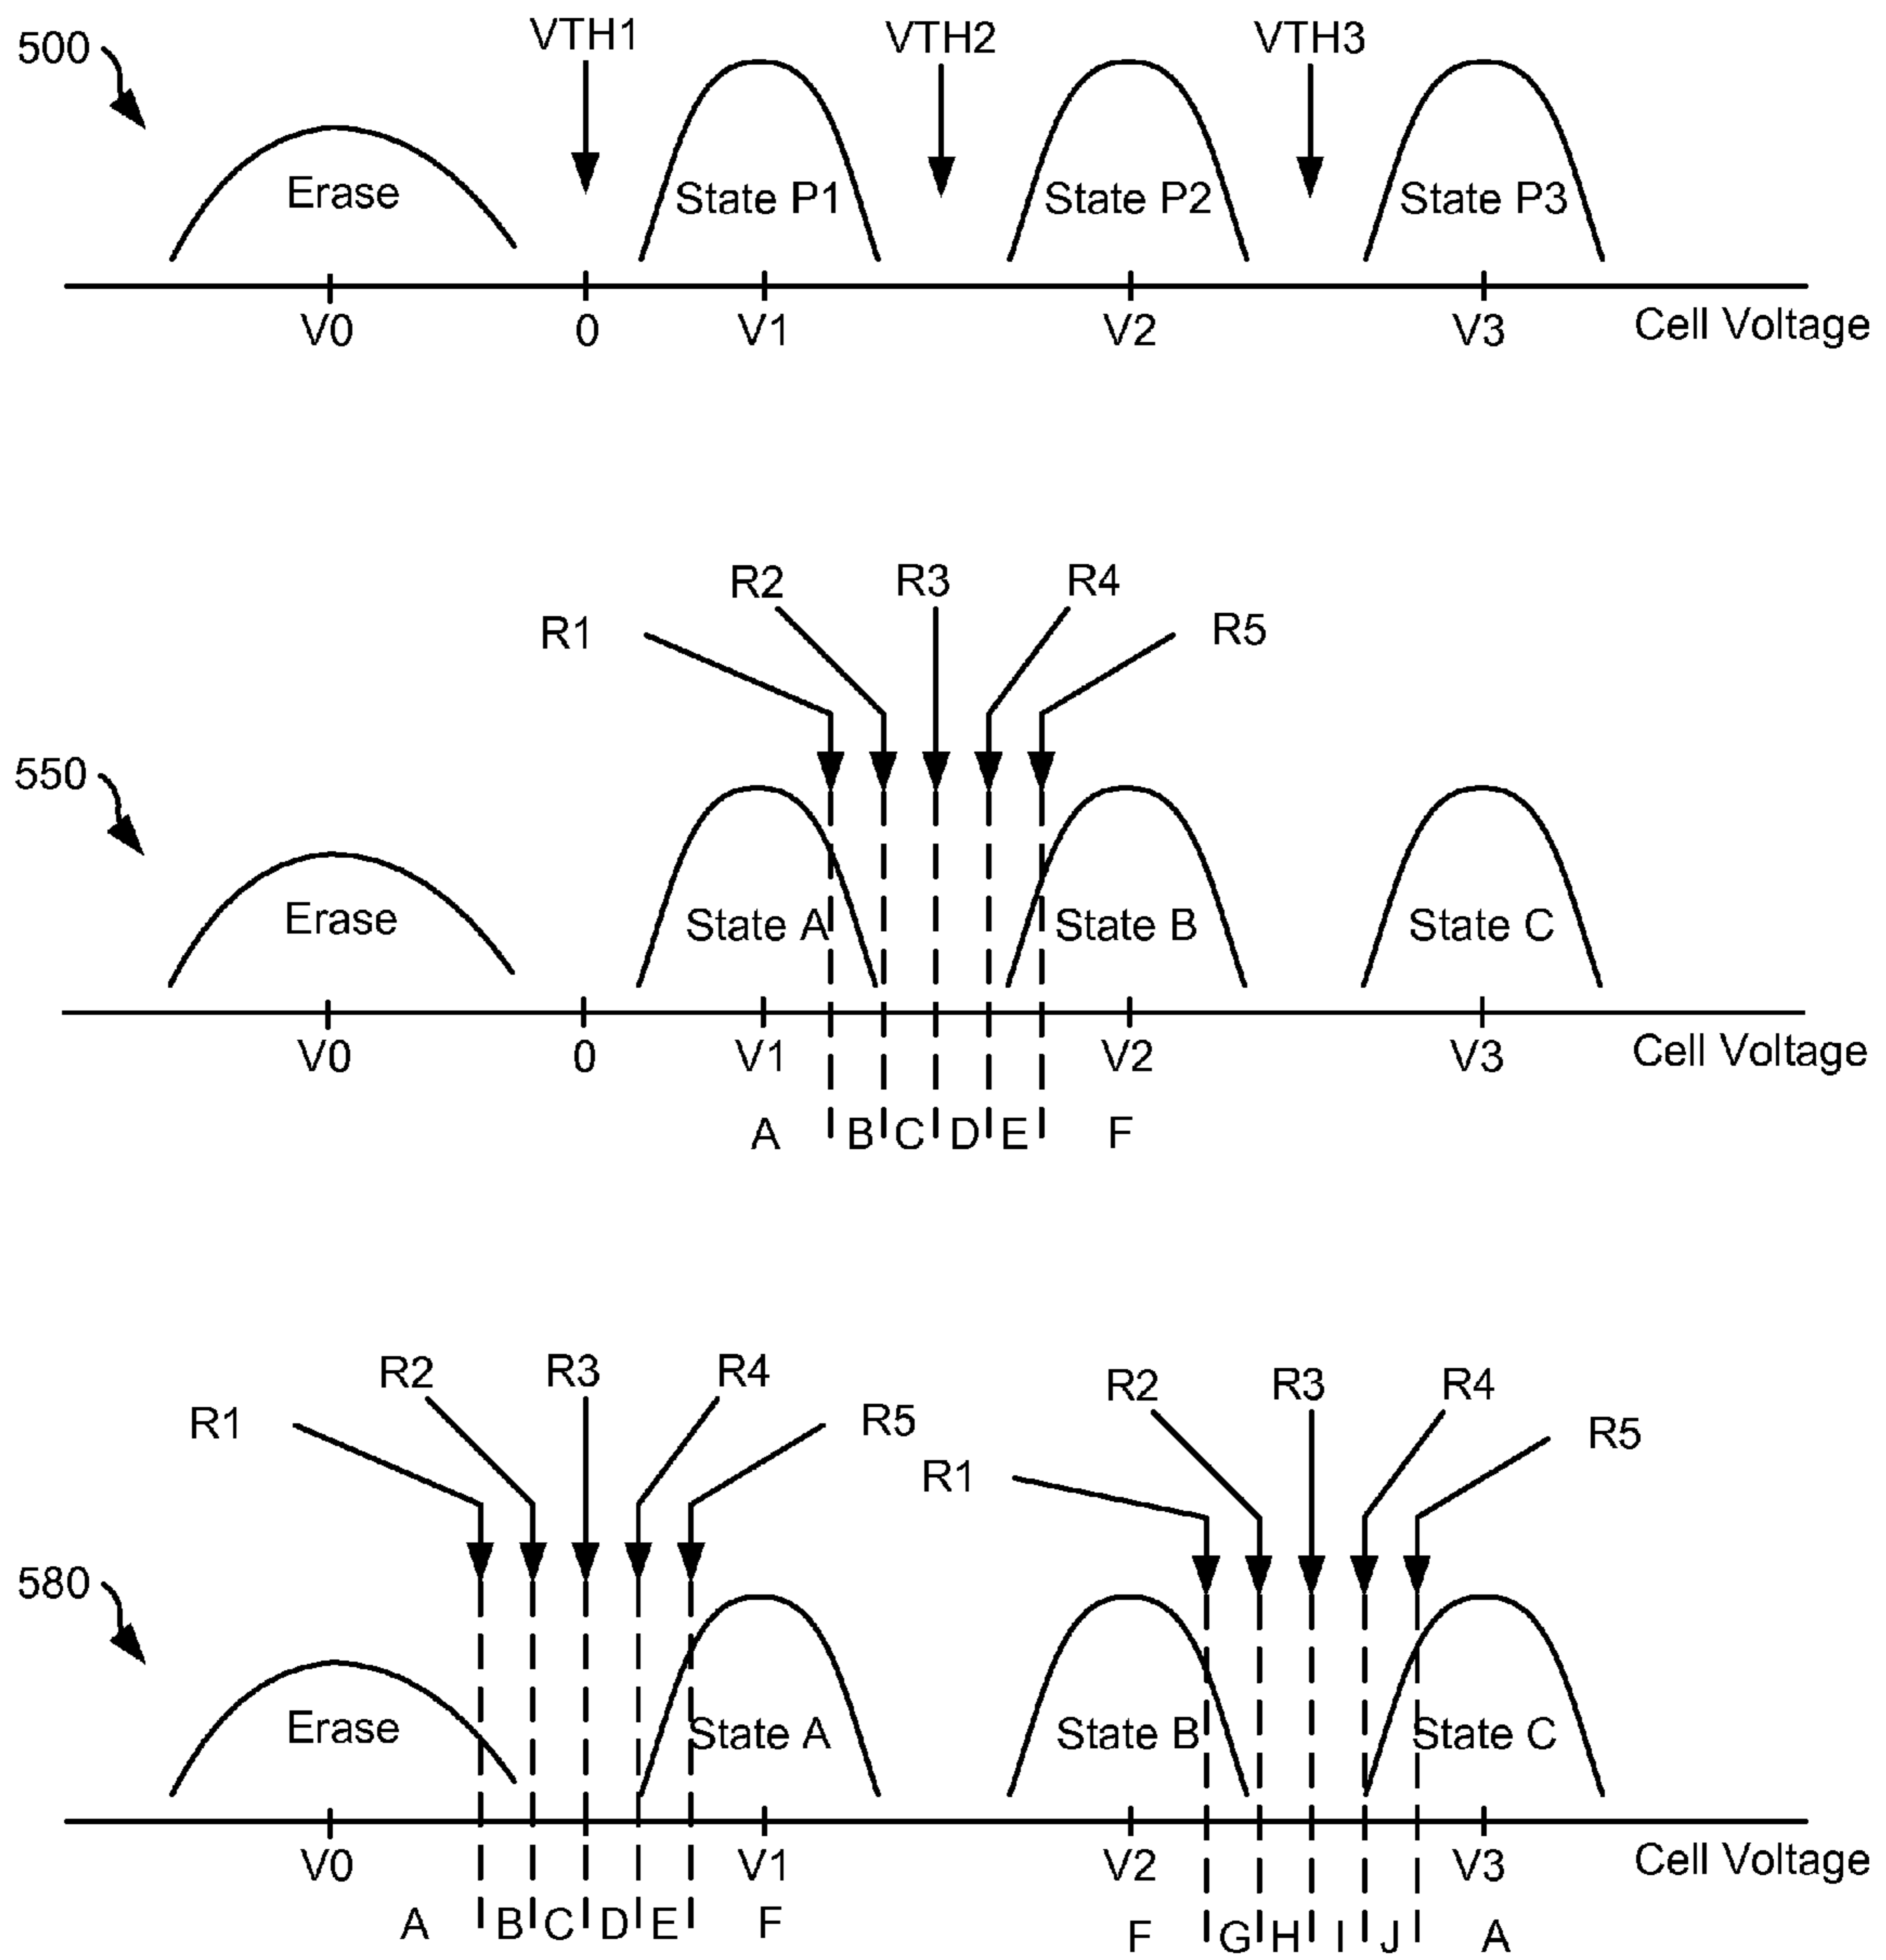 500
VTH1 VTH2 VTH3
Erase State P1 State P2 State P3
V0 0 V1 V2 V3 Cell Voltage
R2 R3 R4
R1 R5
550
Erase State A State B State C
V0 0 V1 V2 V3 Cell Voltage
A B C D E F
R2 R3 R4 R2 R3 R4
R1 R5 R1 R5
580
Erase State A State B State C
V0 V1 V2 V3 Cell Voltage
A B C D E F F G H I J A